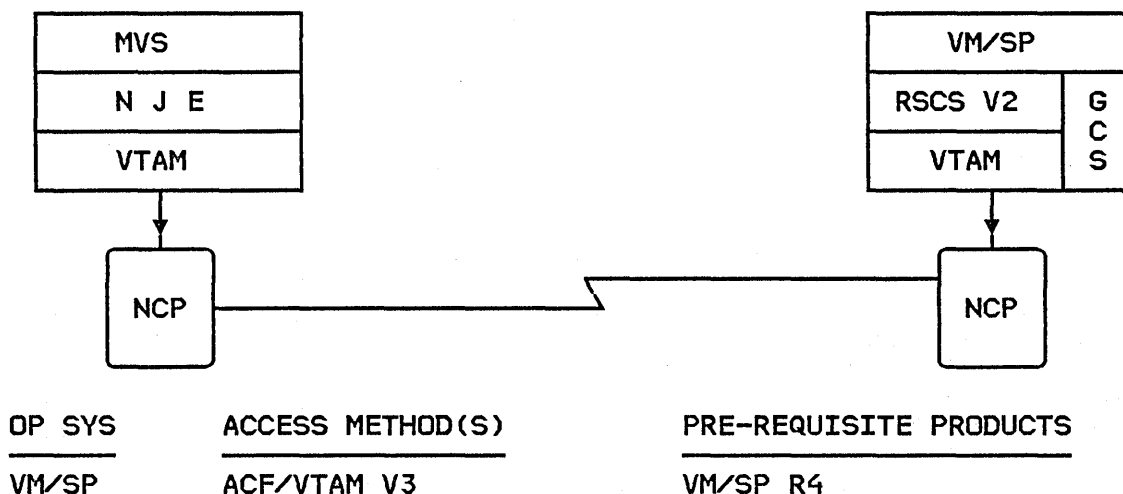 MVS
N J E
VTAM
NCP
VM/SP
RSCS V2
VTAM
G
C
S
NCP
OP SYS ACCESS METHOD(S) PRE-REQUISITE PRODUCTS
VM/SP ACF/VTAM V3 VM/SP R4